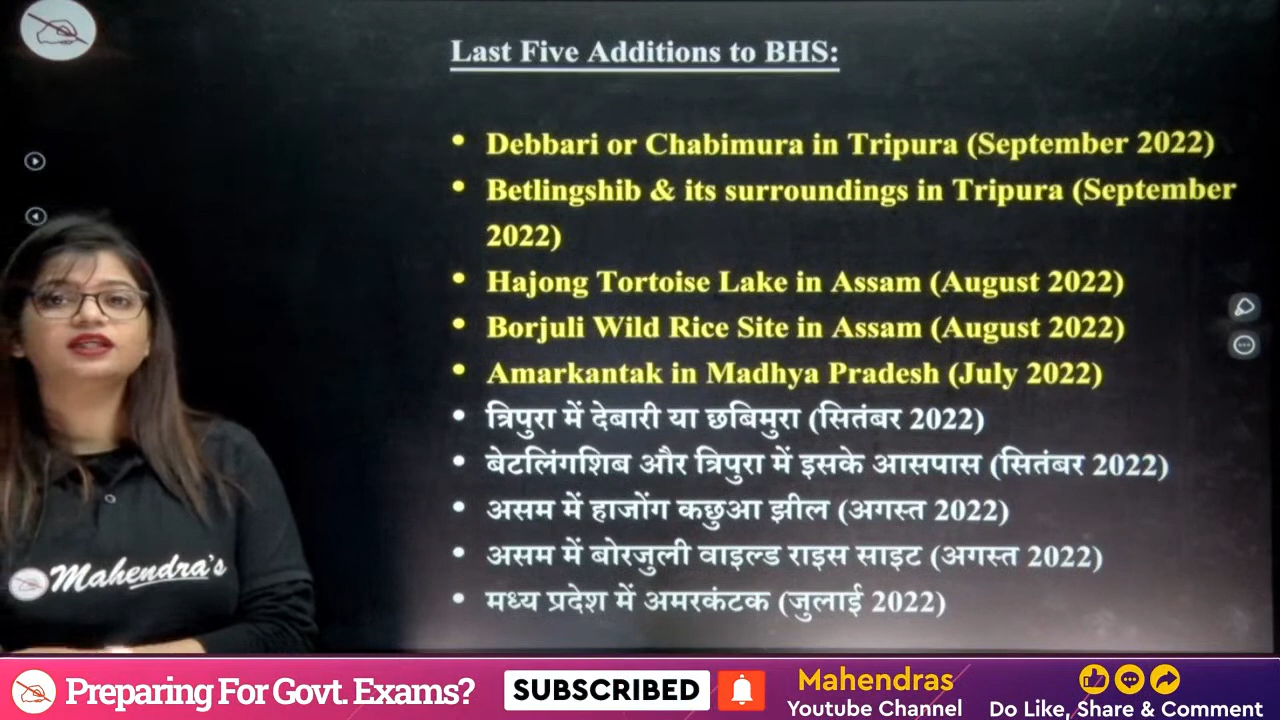 Last Five Additions to BHS:
• Debbari or Chabimura in Tripura (September 2022)
• Betlingshib & its surroundings in Tripura (September
2022)
• Hajong Tortoise Lake in Assam (August 2022)
• Borjuli Wild Rice Site in Assam (August 2022)
• Amarkantak in Madhya Pradesh (July 2022)
• त्रिपुरा में देबारी या छबिमुरा (सितंबर 2022)
• बेटलिंगशिब और त्रिपुरा में इसके आसपास (सितंबर 2022)
• असम में हाजोंग कछुआ झील (अगस्त 2022)
• असम में बोरजुली वाइल्ड राइस साइट (अगस्त 2022)
• मध्य प्रदेश में अमरकंटक (जुलाई 2022)
Mahendra's
Preparing For Govt. Exams?
SUBSCRIBED
Mahendras
Youtube Channel
Do Like, Share & Comment